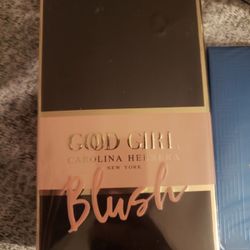 GOOD GIRL
CAROLINA HERRERA
NEW YORK
Blush